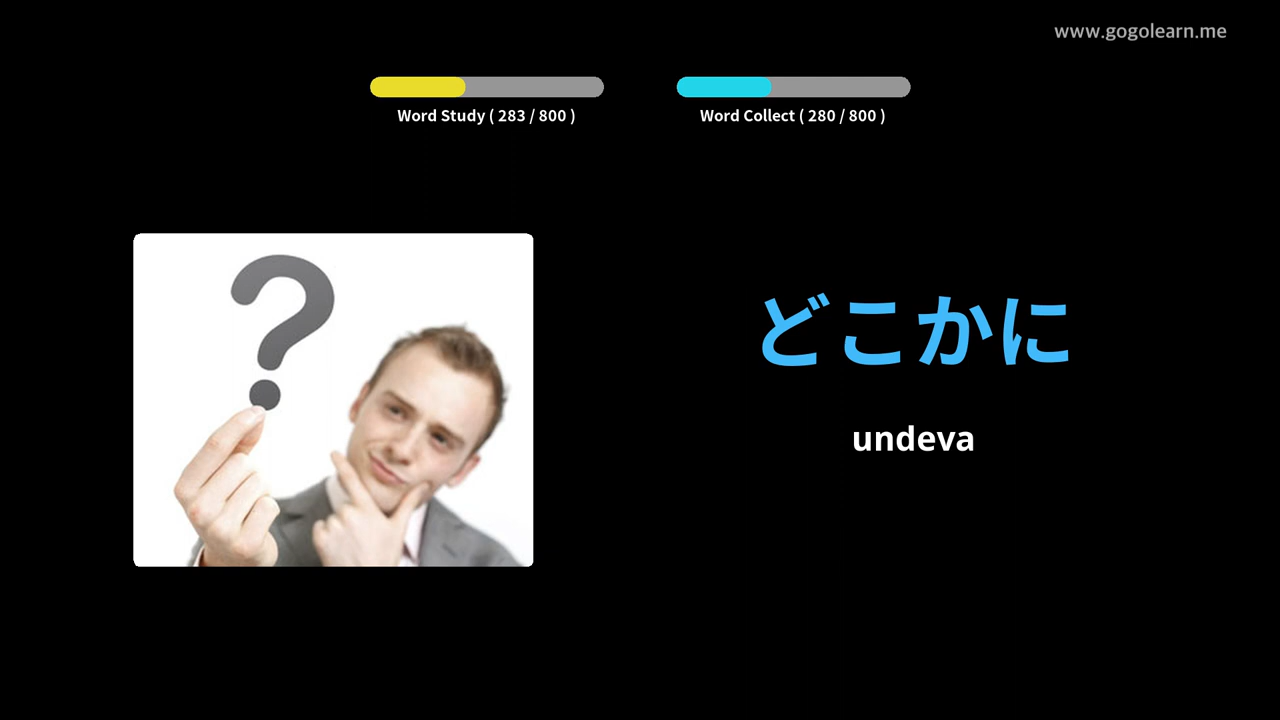 www.gogolearn.me
Word Study ( 283 / 800 )
Word Collect ( 280 / 800 )
?
どこかに
undeva